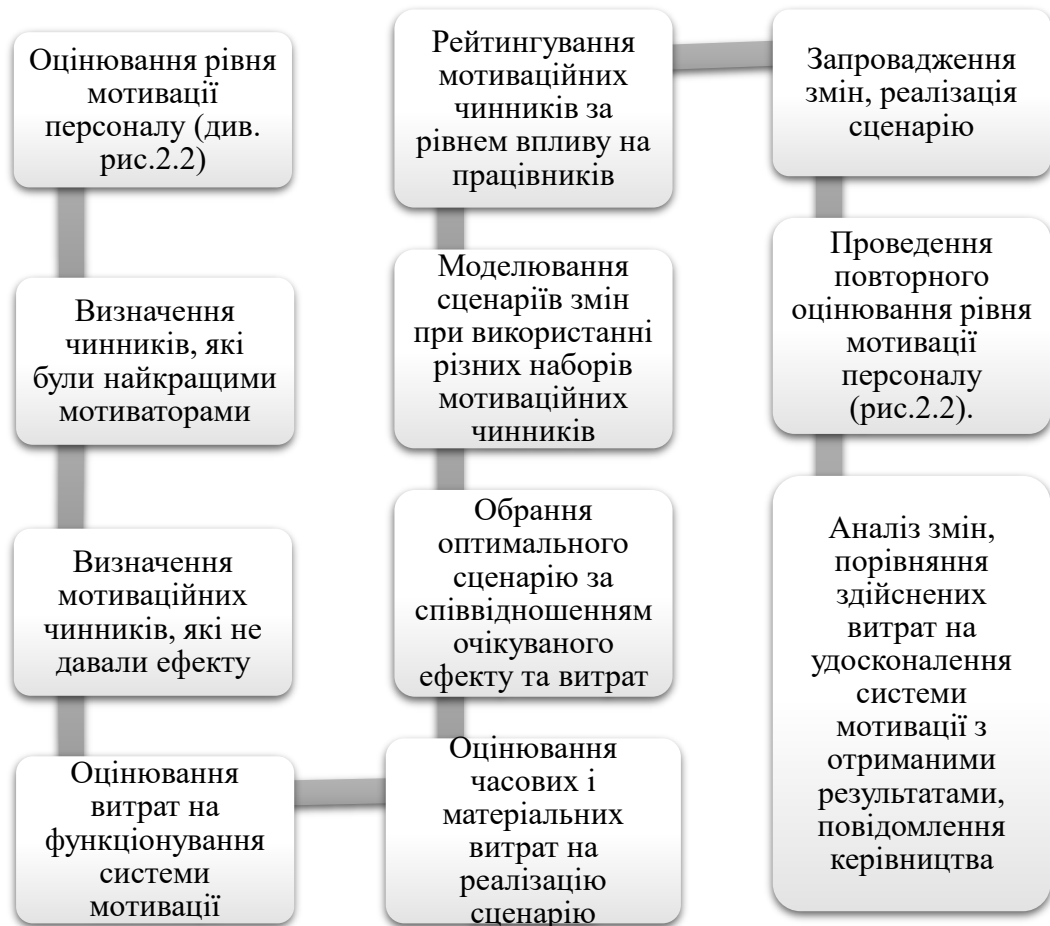 Оцінювання рівня
мотивації
персоналу (див.
рис.2.2)
Визначення
чинників, які
були найкращими
мотиваторами
Визначення
мотиваційних
чинників, які не
давали ефекту
Оцінювання
витрат на
функціонування
системи
мотивації
Рейтингування
мотиваційних
чинників за
рівнем впливу на
працівників
Моделювання
сценаріїв змін
при використанні
різних наборів
мотиваційних
чинників
Обрання
оптимального
сценарію за
співвідношенням
очікуваного
ефекту та витрат
Оцінювання
часових і
матеріальних
витрат на
реалізацію
сценарію
Запровадження
змін, реалізація
сценарію
Проведення
повторного
оцінювання рівня
мотивації
персоналу
(рис.2.2).
Аналіз змін,
порівняння
здійснених
витрат на
удосконалення
системи
мотивації з
отриманими
результатами,
повідомлення
керівництва